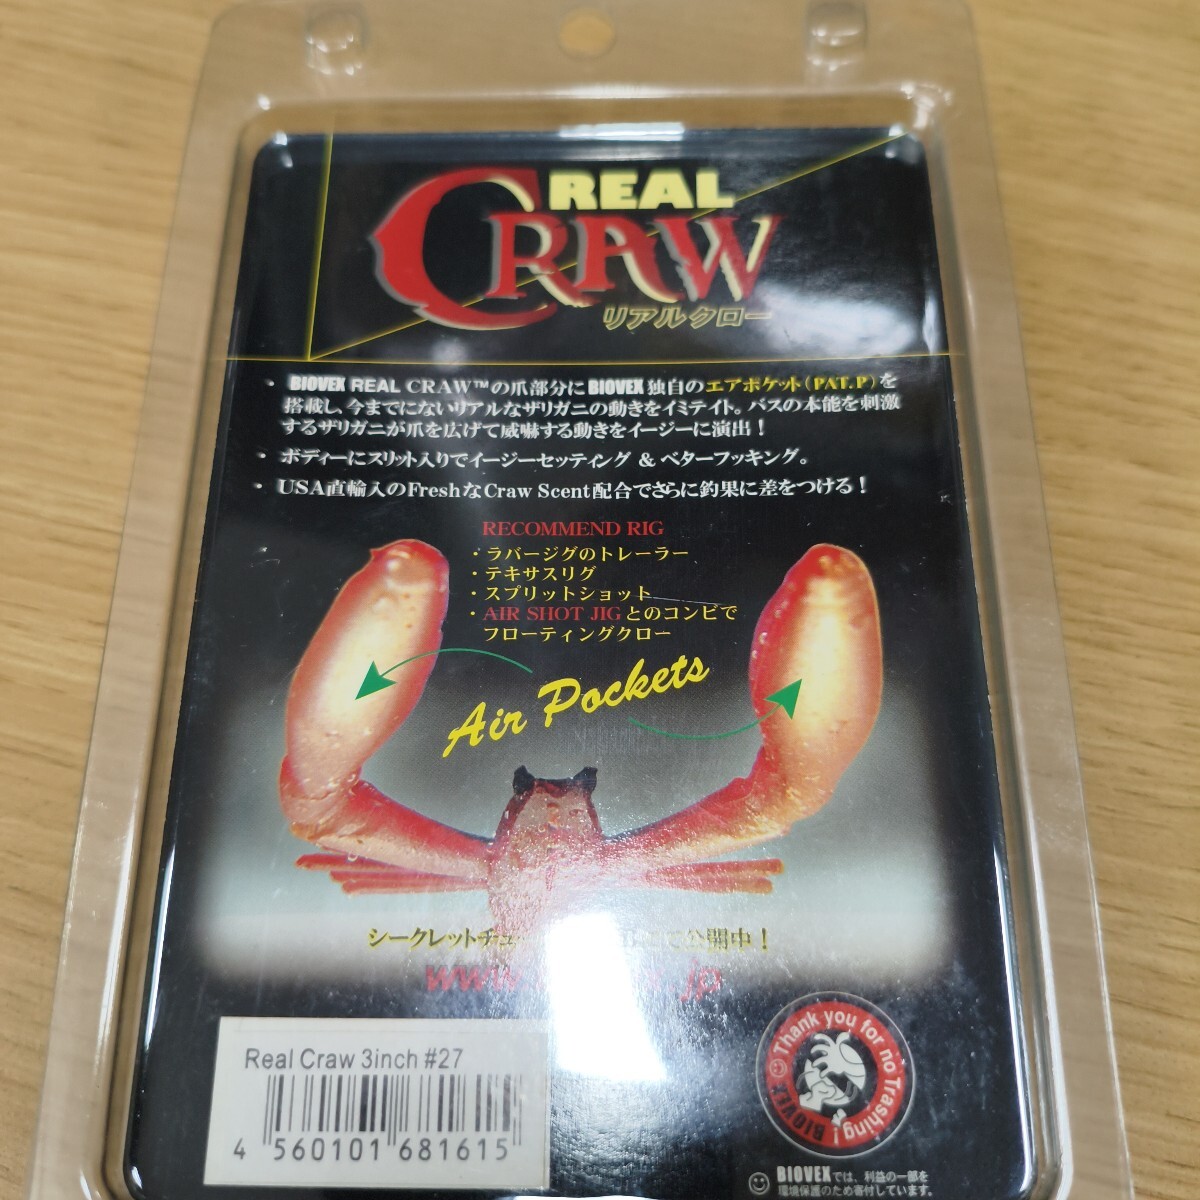 REAL
CRAW
リアルクロー
・BIOVEX REAL CRAW™の爪部分にBIOVEX独自のエアポケット(PAT.P)を
搭載し、今までにないリアルなザリガニの動きをイミテイト。バスの本能を刺激
するザリガニが爪を広げて威嚇する動きをイージーに演出！
・ボディーにスリット入りでイージーセッティング & ベターフッキング。
・USA直輸入のFreshなCraw Scent配合でさらに釣果に差をつける！
RECOMMEND RIG
・ラバージグのトレーラー
・テキサスリグ
・スプリットショット
・AIR SHOT JIGとのコンビで
フローティングクロー
Air Pockets
シークレットチュー で公開中！
www. .jp
Real Craw 3inch #27
4 560101 681615
Thank you for no Trashing! BIOVEX
BIOVEXでは、利益の一部を
環境保護のため寄付しています。